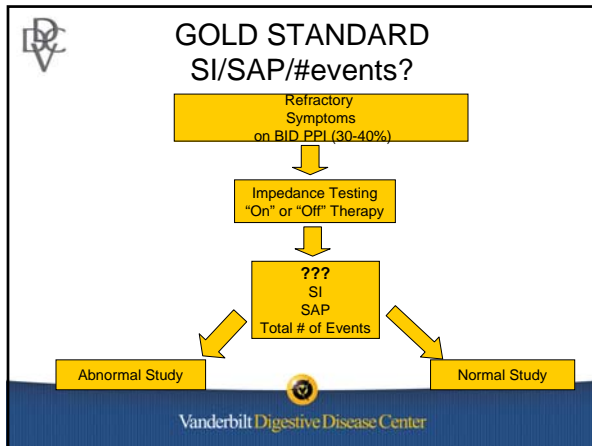 DDCV
GOLD STANDARD
SI/SAP/#events?
Refractory
Symptoms
on BID PPI (30-40%)
Impedance Testing
"On" or "Off" Therapy
???
SI
SAP
Total # of Events
Abnormal Study
Normal Study
Vanderbilt Digestive Disease Center